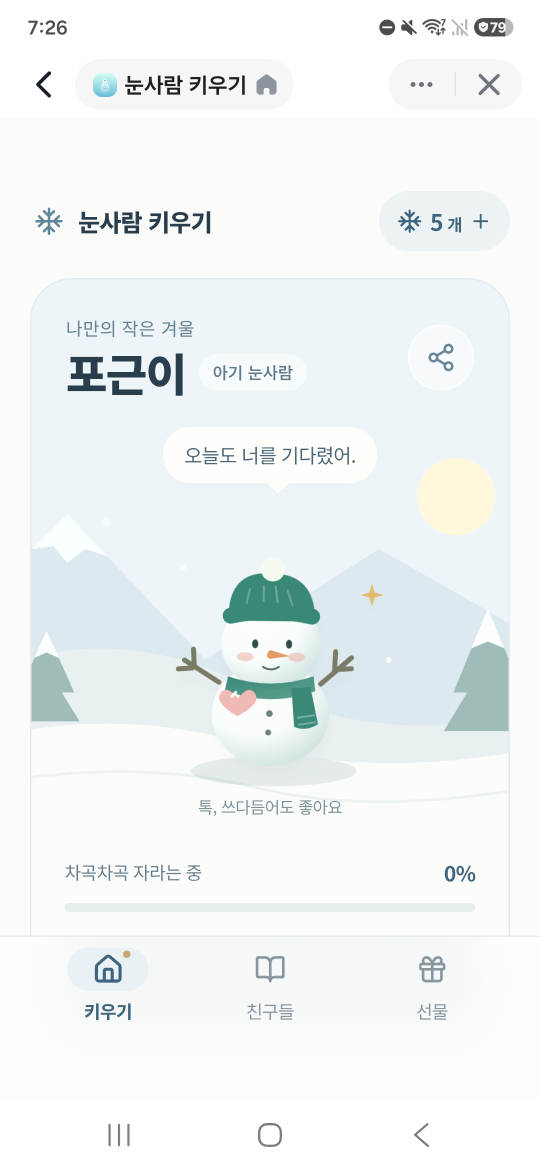 7:26
79
눈사람 키우기
눈사람 키우기
5 개 +
나만의 작은 겨울
포근이
아기 눈사람
오늘도 너를 기다렸어.
톡, 쓰다듬어도 좋아요
차곡차곡 자라는 중
0%
키우기
친구들
선물